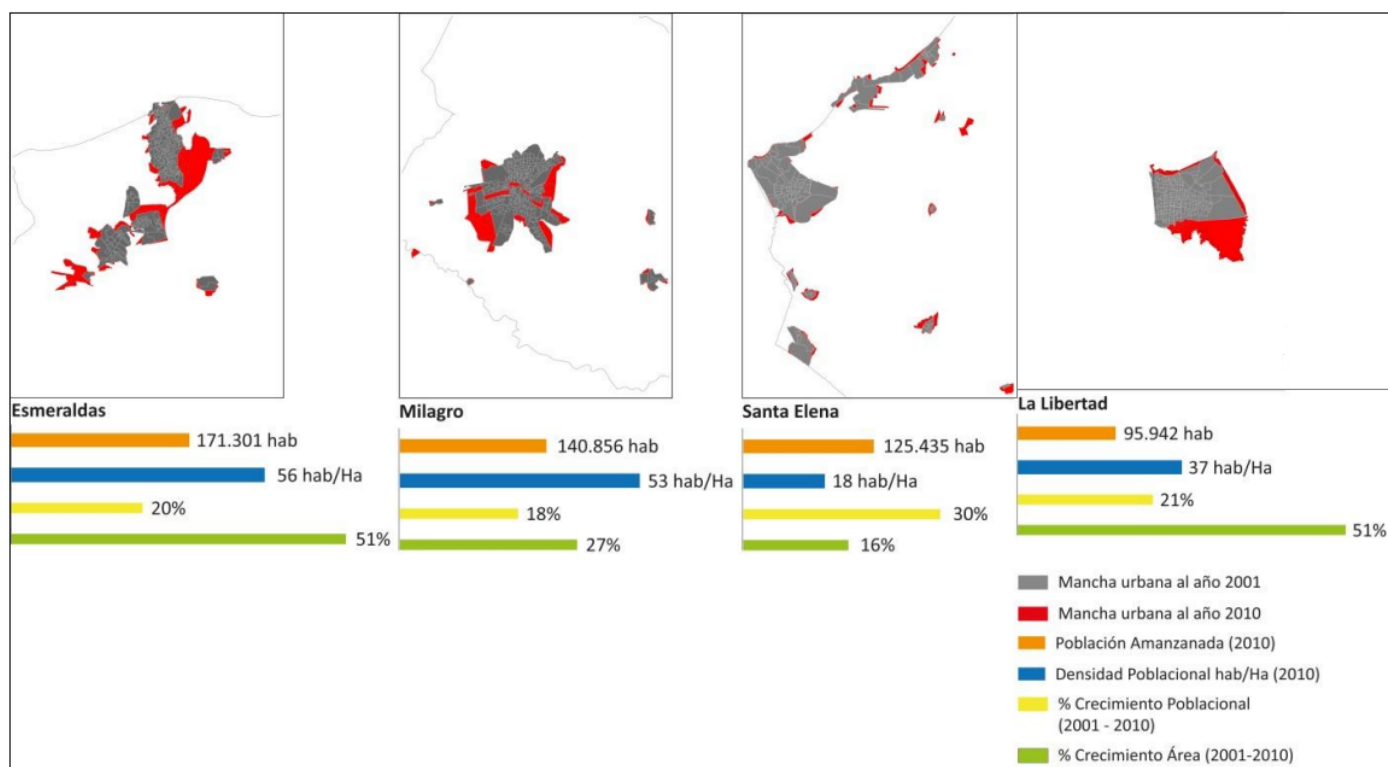 Esmeraldas
171.301 hab
56 hab/Ha
20%
51%
Milagro
140.856 hab
53 hab/Ha
18%
27%
Santa Elena
125.435 hab
18 hab/Ha
30%
16%
La Libertad
95.942 hab
37 hab/Ha
21%
51%
Mancha urbana al año 2001
Mancha urbana al año 2010
Población Amanzanada (2010)
Densidad Poblacional hab/Ha (2010)
% Crecimiento Poblacional
(2001 - 2010)
% Crecimiento Área (2001-2010)